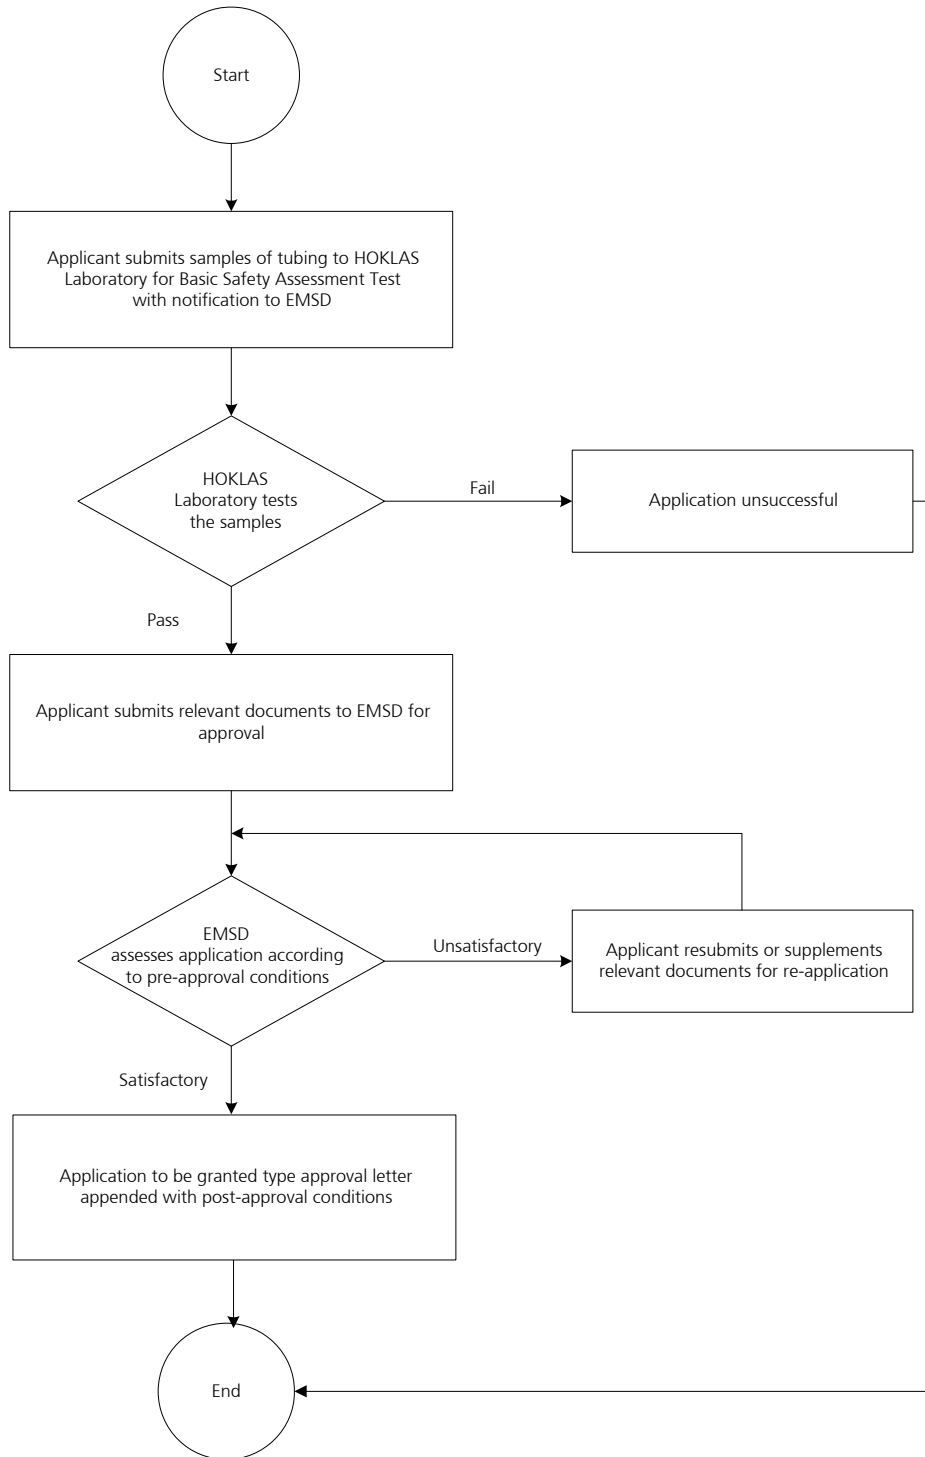 Start
Applicant submits samples of tubing to HOKLAS
Laboratory for Basic Safety Assessment Test
with notification to EMSD
HOKLAS
Laboratory tests
the samples
Fail
Application unsuccessful
Pass
Applicant submits relevant documents to EMSD for
approval
EMSD
assesses application according
to pre-approval conditions
Unsatisfactory
Applicant resubmits or supplements
relevant documents for re-application
Satisfactory
Application to be granted type approval letter
appended with post-approval conditions
End